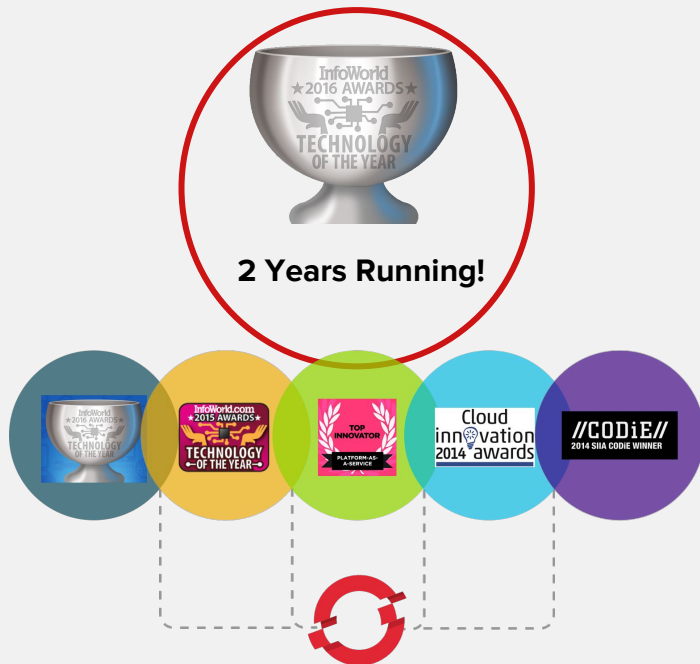 InfoWorld
★2016 AWARDS★
TECHNOLOGY
OF THE YEAR
2 Years Running!
InfoWorld
★2016 AWARDS★
TECHNOLOGY
OF THE YEAR
InfoWorld.com
★2015 AWARDS★
TECHNOLOGY
OF THE YEAR
TOP
INNOVATOR
PLATFORM-AS-
A-SERVICE
Cloud
innovation
2014 awards
//CODiE//
2014 SIIA CODiE WINNER